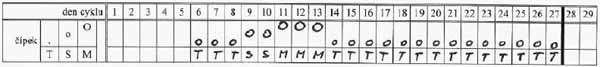 den cyklu 1 2 3 4 5 6 7 8 9 10 11 12 13 14 15 16 17 18 19 20 21 22 23 24 25 26 27 28 29
čípek . o O o o o o o O O O o o o o o o o o o o o o o o
T S M T T T S S M M M T T T T T T T T T T T T T T